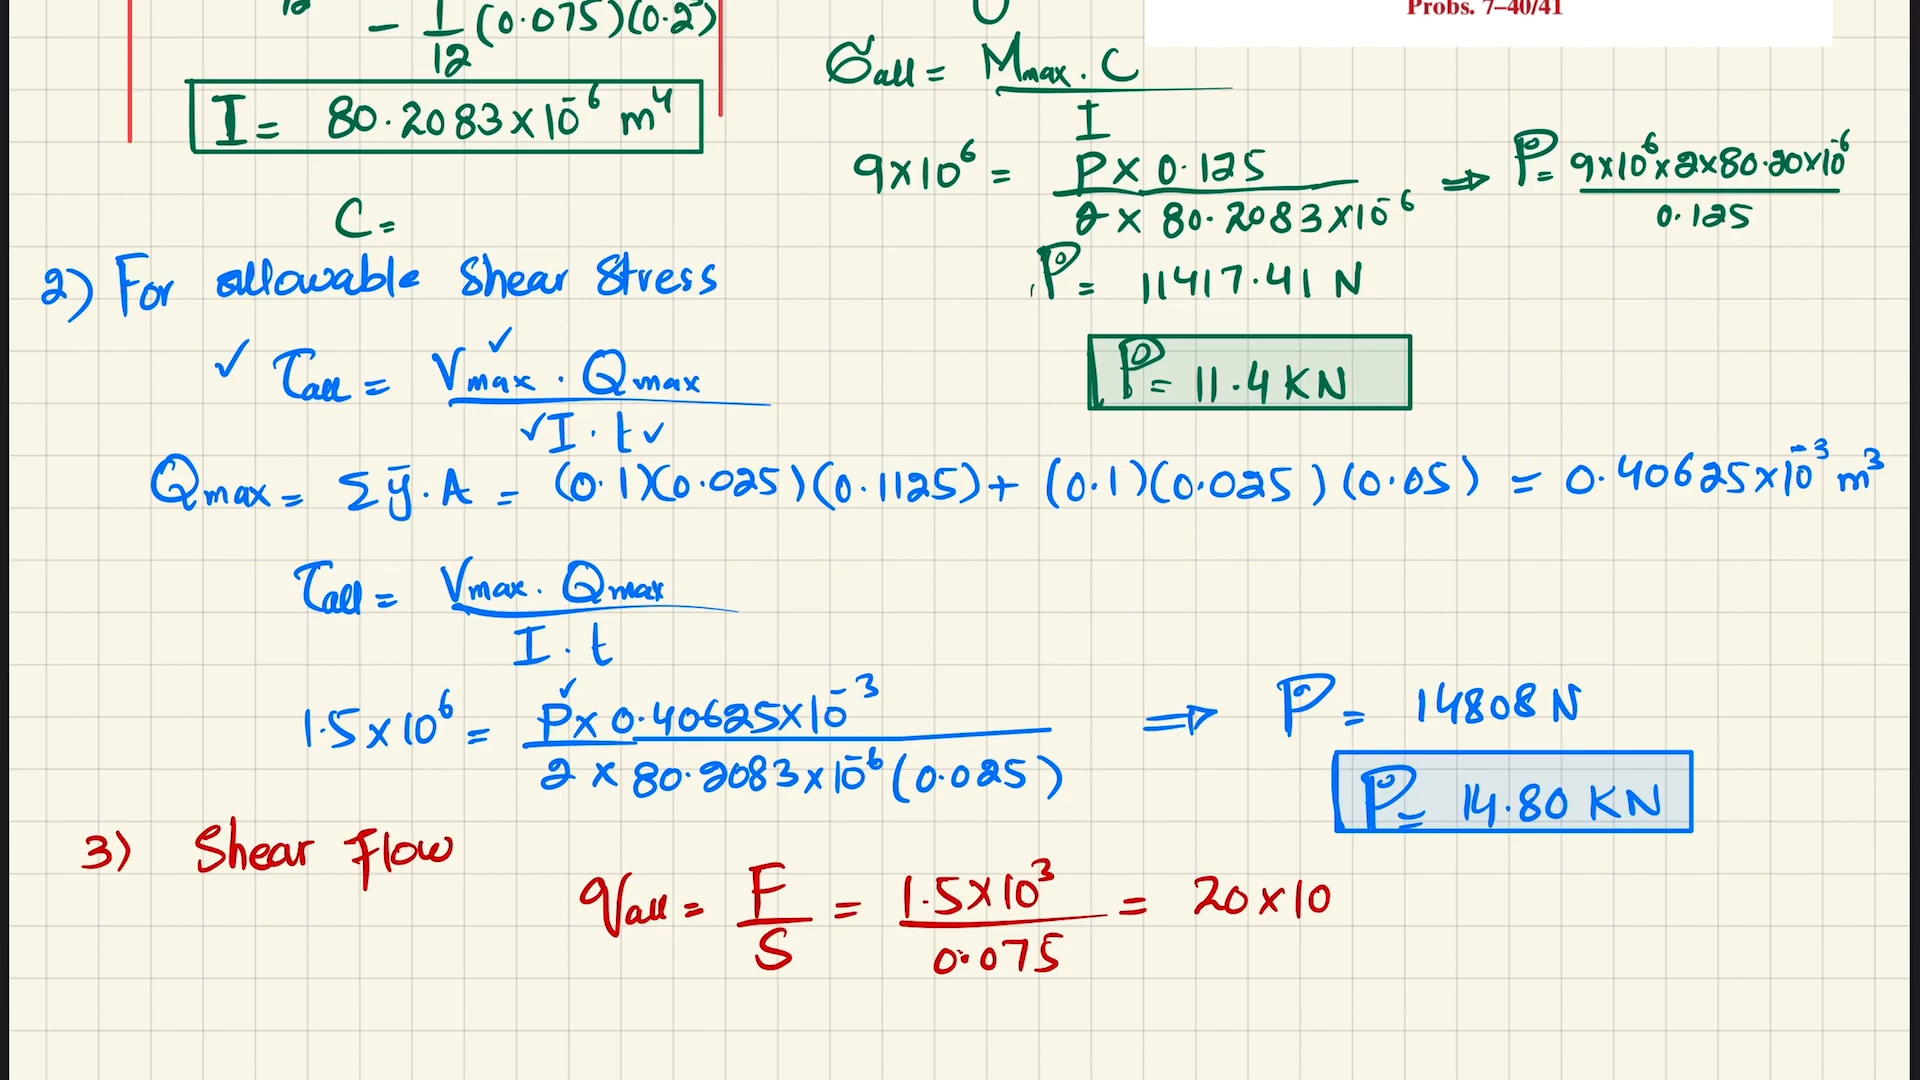 - 1/12 (0.075)(0.2)
I = 80.2083×10⁻⁶ m⁴
C =
Probs. 7–40/41
σall = Mmax . C / I
9×10⁶ = P× 0.125 / 2 × 80.2083×10⁻⁶ ⇒ P = 9×10⁶×2×80.20×10⁻⁶ / 0.125
P = 11417.41 N
P = 11.4 KN
2) For allowable Shear Stress
✓ τall = Vmax ✓ . Qmax / ✓I . t✓
Qmax = Σȳ.A = (0.1)(0.025)(0.1125)+ (0.1)(0.025)(0.05) = 0.40625×10⁻³ m³
τall = Vmax . Qmax / I . t
1.5×10⁶ = P✓× 0.40625×10⁻³ / 2 × 80.2083×10⁻⁶ (0.025) ⇒ P = 14808 N
P = 14.80 KN
3) Shear Flow
qall = F / S = 1.5×10³ / 0.075 = 20×10